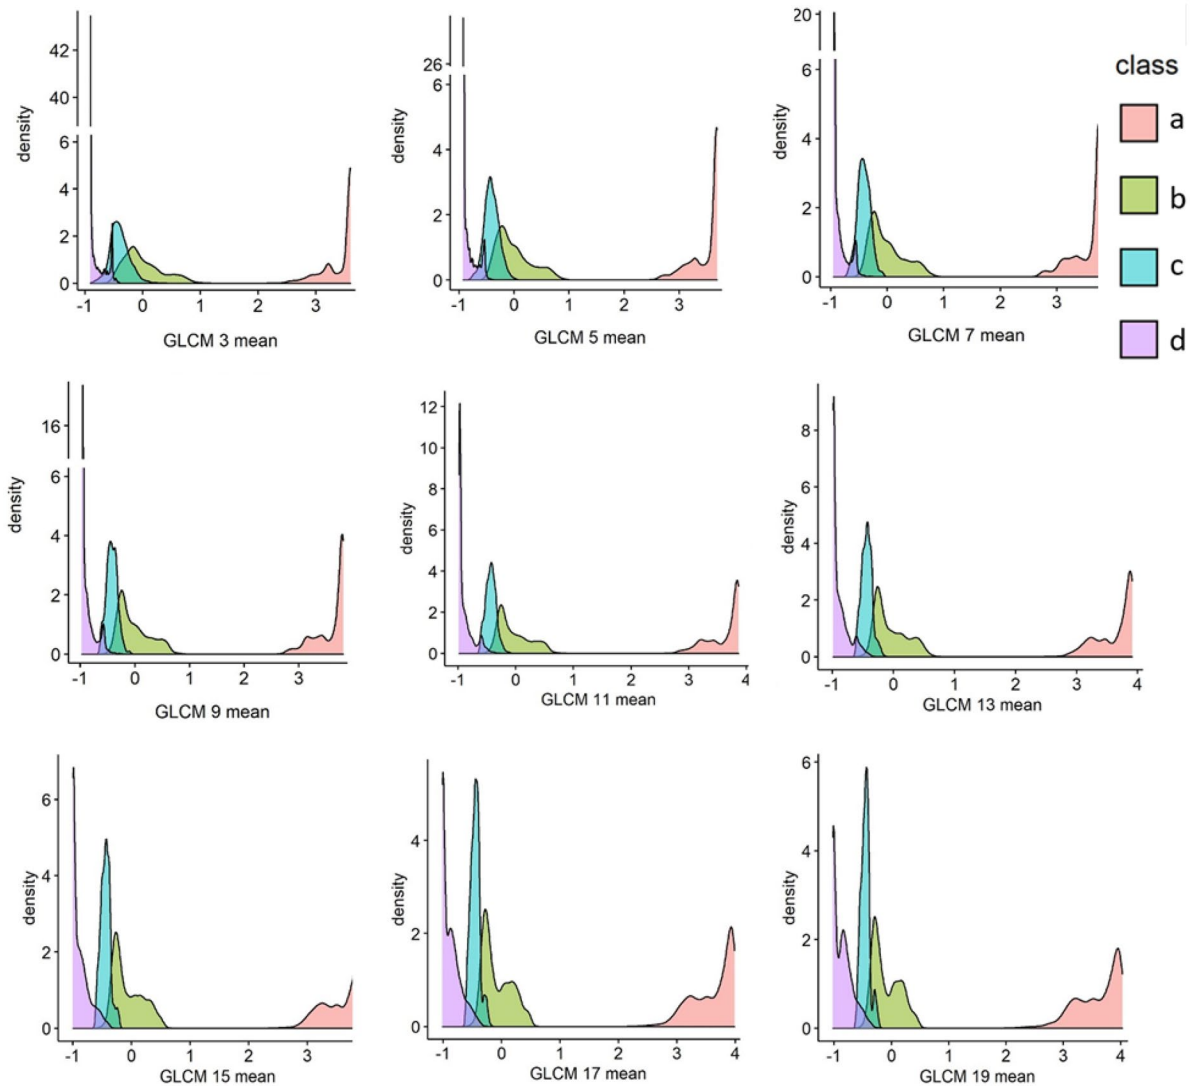 42
40
6
4
2
0
density
-1 0 1 2 3
GLCM 3 mean
26
6
4
2
0
density
-1 0 1 2 3
GLCM 5 mean
20
6
4
2
0
density
-1 0 1 2 3
GLCM 7 mean
class
a
b
c
d
16
6
4
2
0
density
-1 0 1 2 3
GLCM 9 mean
12
10
8
6
4
2
0
density
-1 0 1 2 3 4
GLCM 11 mean
8
6
4
2
0
density
-1 0 1 2 3 4
GLCM 13 mean
6
4
2
0
density
-1 0 1 2 3
GLCM 15 mean
4
2
0
density
-1 0 1 2 3 4
GLCM 17 mean
6
4
2
0
density
-1 0 1 2 3 4
GLCM 19 mean